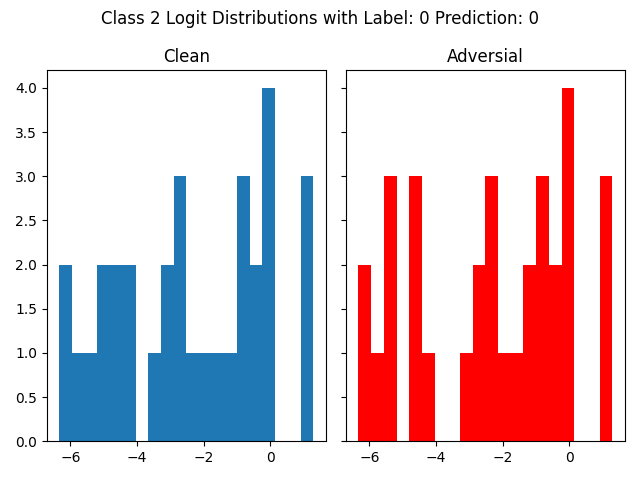 Class 2 Logit Distributions with Label: 0 Prediction: 0
Clean
Adversial
4.0
3.5
3.0
2.5
2.0
1.5
1.0
0.5
0.0
−6 −4 −2 0
−6 −4 −2 0